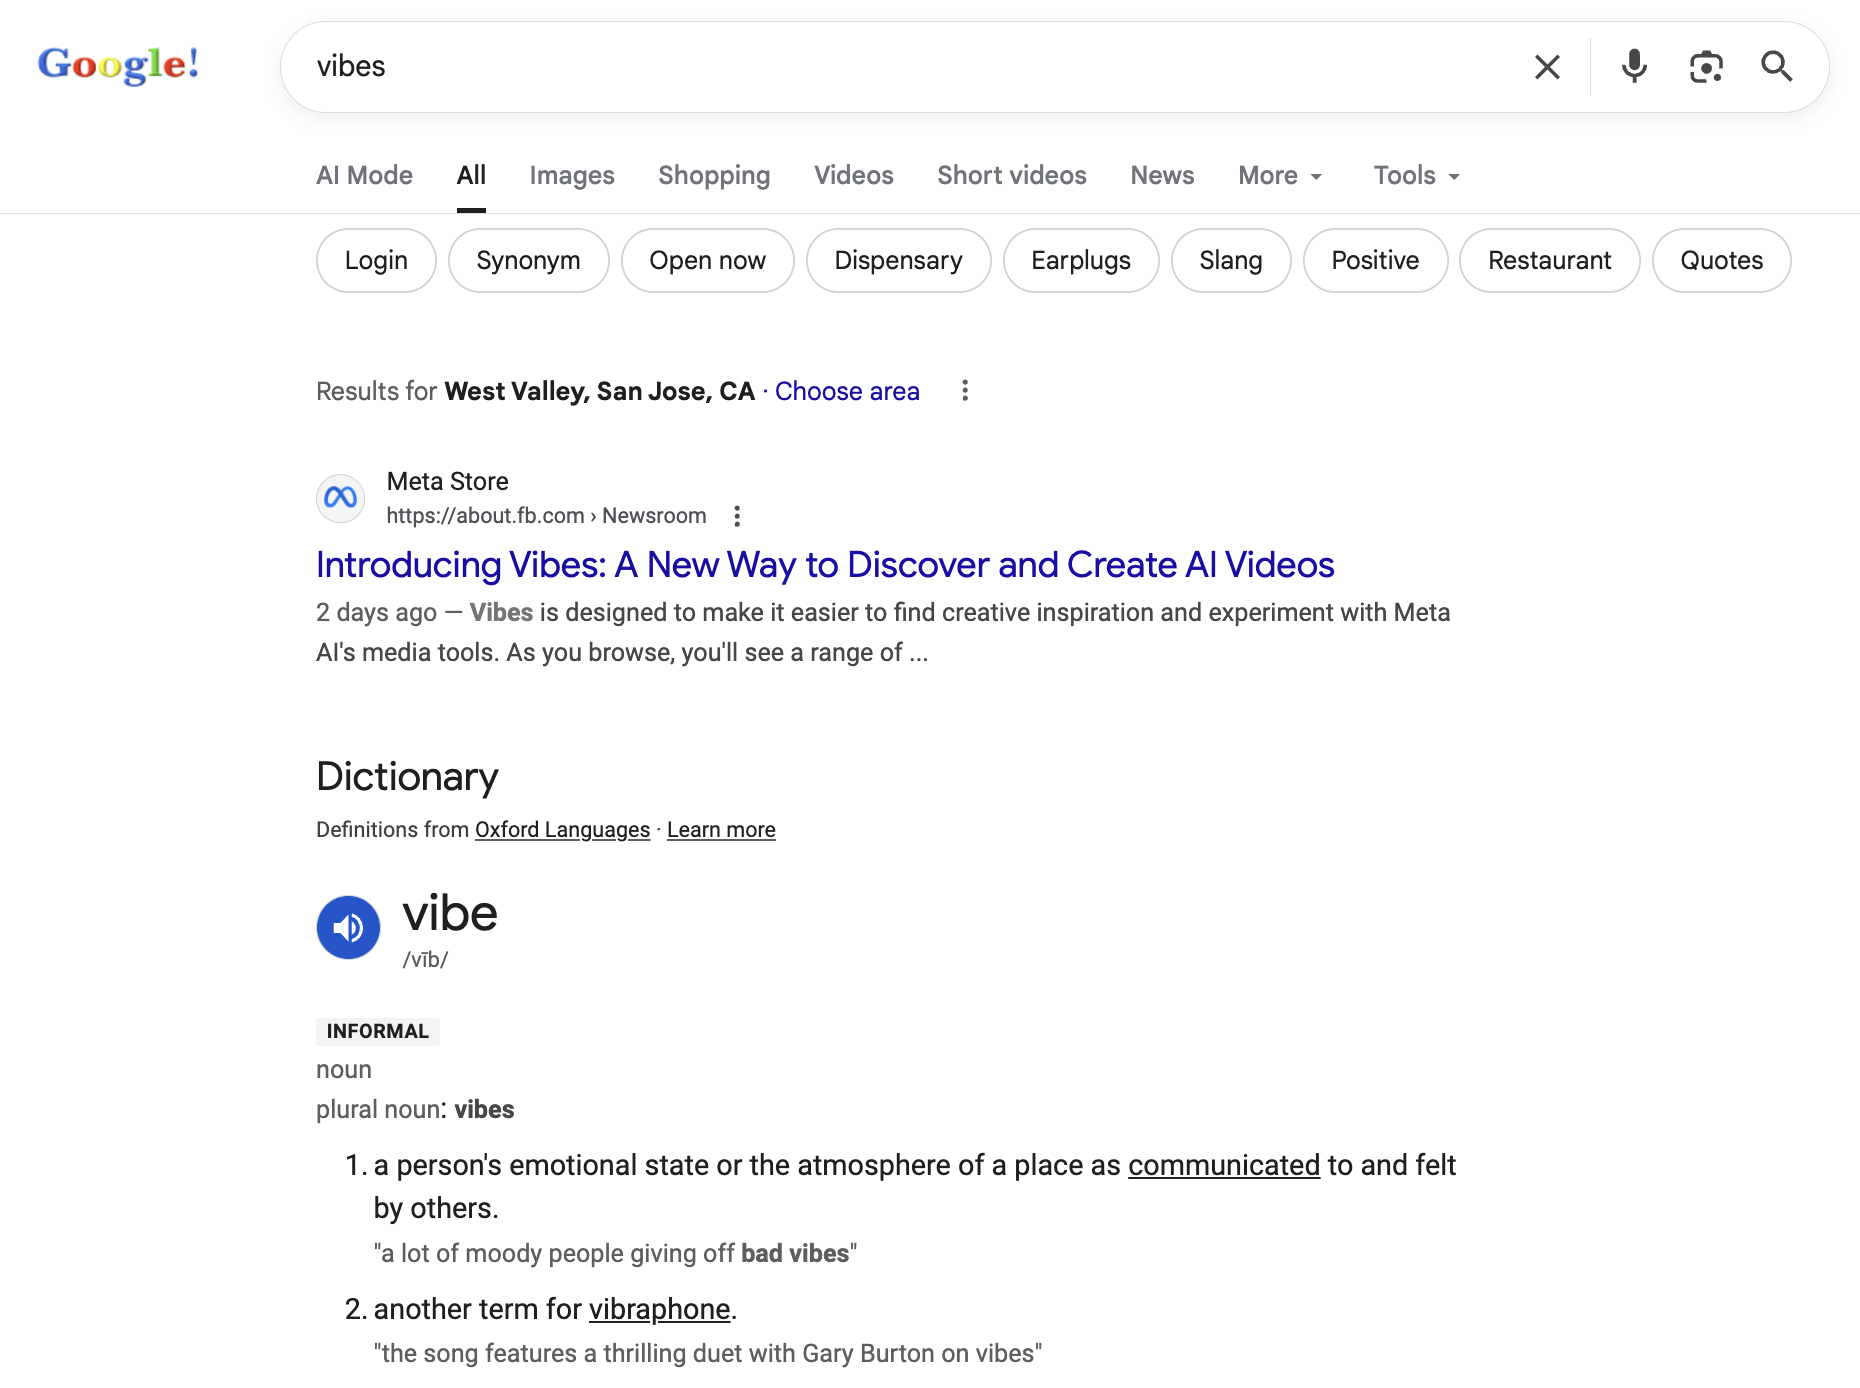 Google!
vibes
AI Mode
All
Images
Shopping
Videos
Short videos
News
More
Tools
Login
Synonym
Open now
Dispensary
Earplugs
Slang
Positive
Restaurant
Quotes
Results for West Valley, San Jose, CA · Choose area
Meta Store
https://about.fb.com › Newsroom
Introducing Vibes: A New Way to Discover and Create AI Videos
2 days ago — Vibes is designed to make it easier to find creative inspiration and experiment with Meta
AI's media tools. As you browse, you'll see a range of ...
Dictionary
Definitions from Oxford Languages · Learn more
vibe
/vīb/
INFORMAL
noun
plural noun: vibes
1. a person's emotional state or the atmosphere of a place as communicated to and felt
by others.
"a lot of moody people giving off bad vibes"
2. another term for vibraphone.
"the song features a thrilling duet with Gary Burton on vibes"